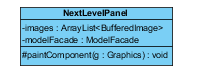 NextLevelPanel
-images : ArrayList<BufferedImage>
-modelFacade : ModelFacade
#paintComponent(g : Graphics) : void